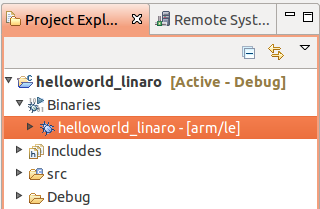 Project Expl... Remote Syst...
helloworld_linaro [Active - Debug]
Binaries
helloworld_linaro - [arm/le]
Includes
src
Debug